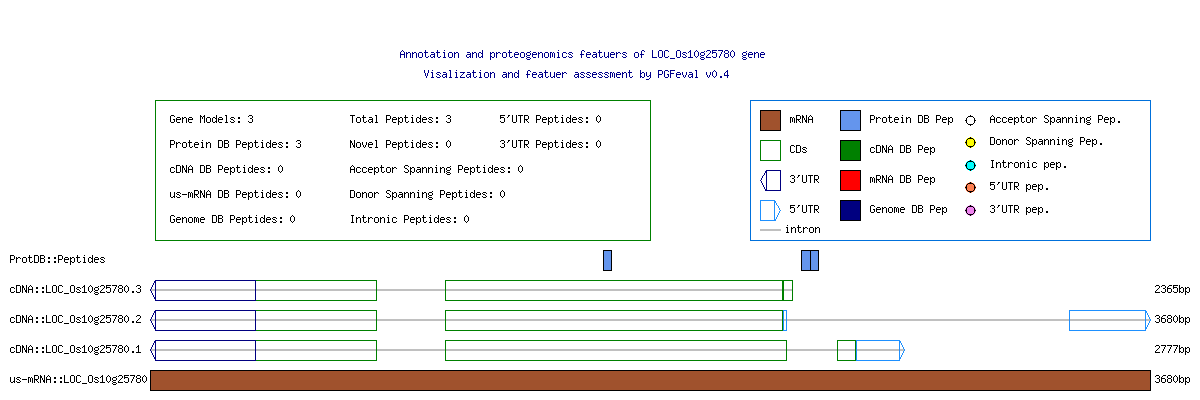 Annotation and proteogenomics featuers of LOC_Os10g25780 gene
Visalization and featuer assessment by PGFeval v0.4
Gene Models: 3 Total Peptides: 3 5'UTR Peptides: 0
Protein DB Peptides: 3 Novel Peptides: 0 3'UTR Peptides: 0
cDNA DB Peptides: 0 Acceptor Spanning Peptides: 0
us-mRNA DB Peptides: 0 Donor Spanning Peptides: 0
Genome DB Peptides: 0 Intronic Peptides: 0
mRNA Protein DB Pep Acceptor Spanning Pep.
CDs cDNA DB Pep Donor Spanning Pep.
3'UTR mRNA DB Pep Intronic pep.
5'UTR Genome DB Pep 5'UTR pep.
intron 3'UTR pep.
ProtDB::Peptides
cDNA::LOC_Os10g25780.3 2365bp
cDNA::LOC_Os10g25780.2 3680bp
cDNA::LOC_Os10g25780.1 2777bp
us-mRNA::LOC_Os10g25780 3680bp